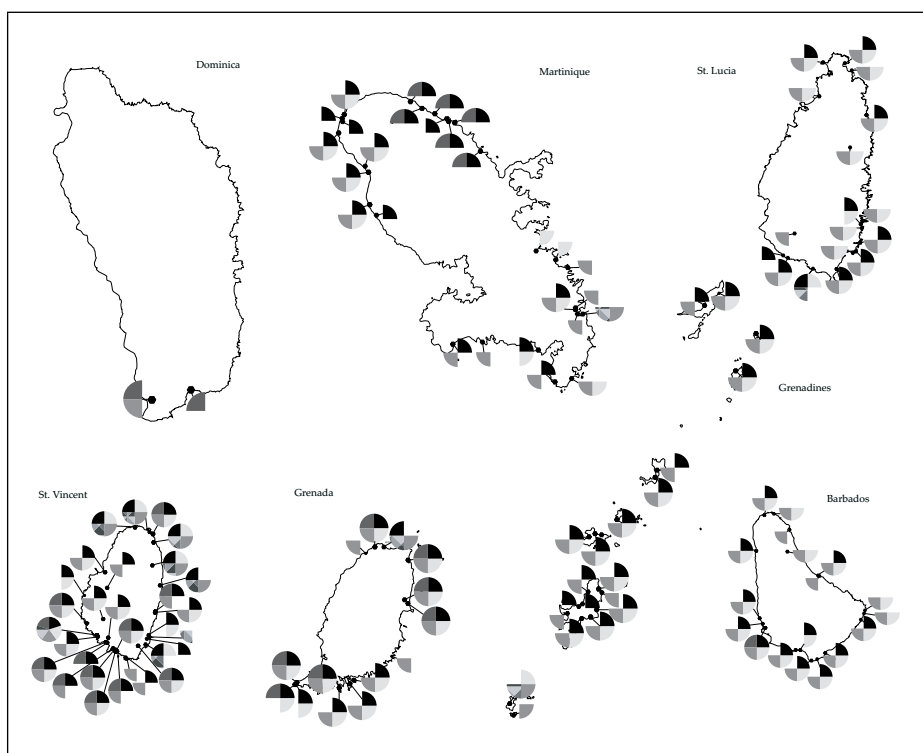 Dominica
Martinique
St. Lucia
Grenadines
St. Vincent
Grenada
Barbados